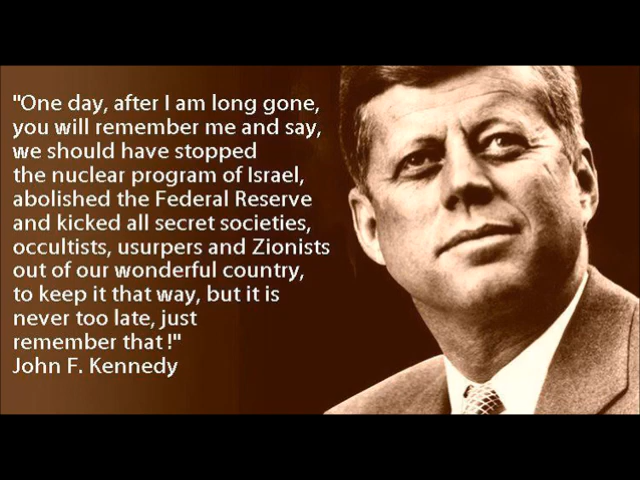 "One day, after I am long gone,
you will remember me and say,
we should have stopped
the nuclear program of Israel,
abolished the Federal Reserve
and kicked all secret societies,
occultists, usurpers and Zionists
out of our wonderful country,
to keep it that way, but it is
never too late, just
remember that !"
John F. Kennedy